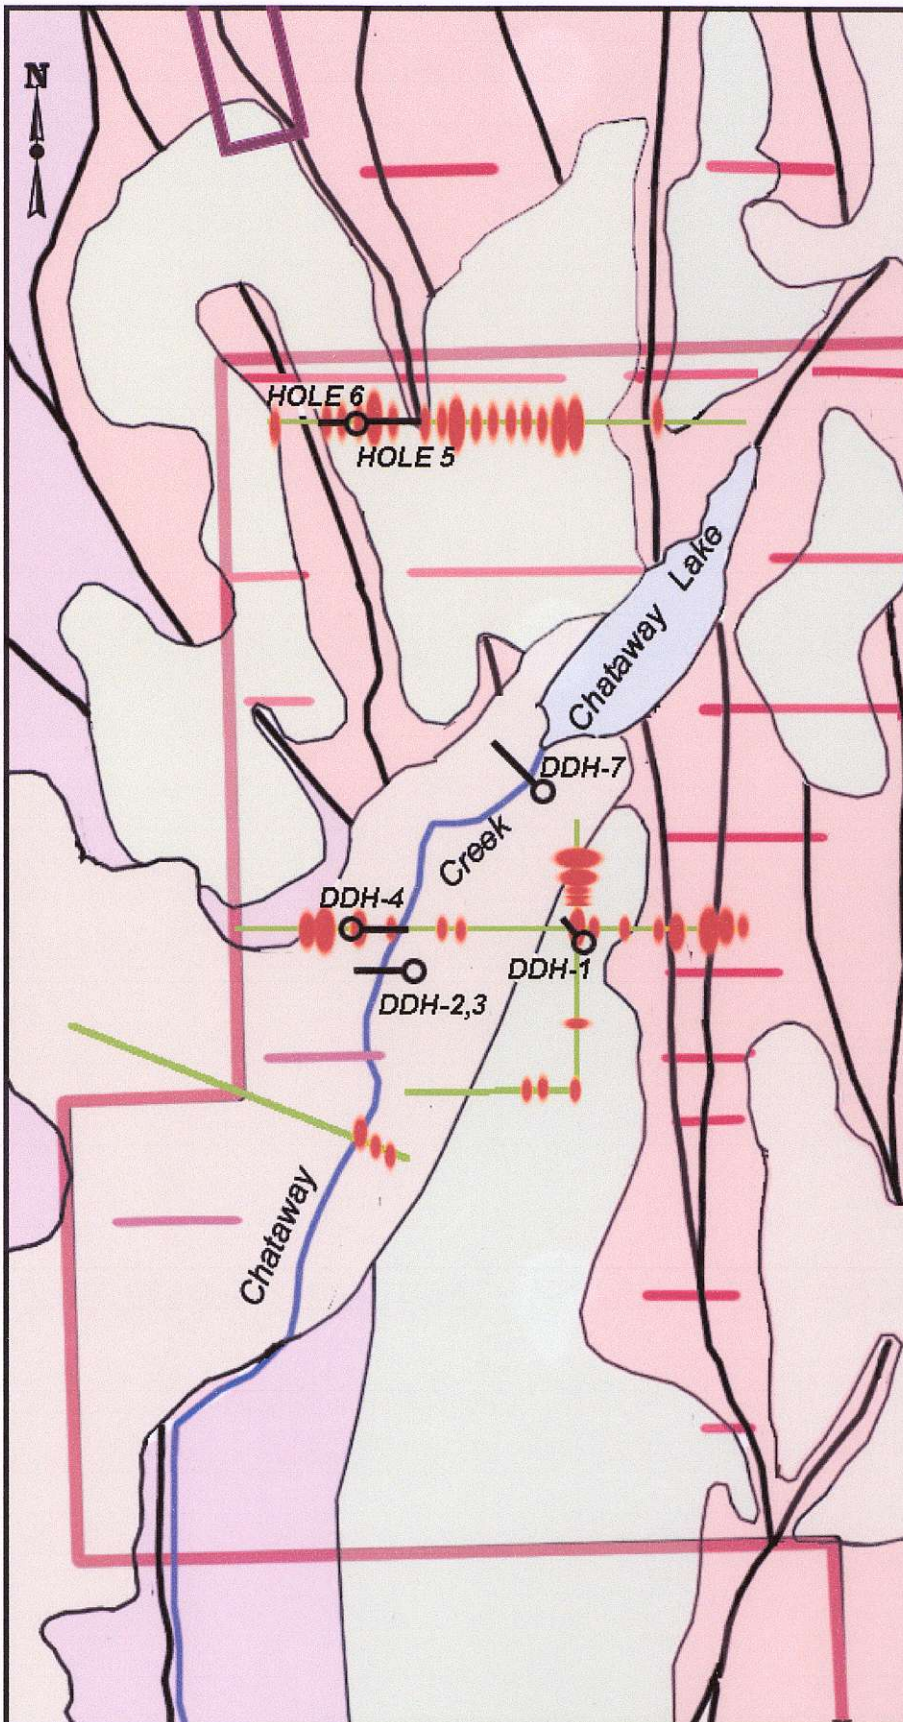 N
HOLE 6
HOLE 5
Chataway Lake
DDH-7
Creek
DDH-4
DDH-1
DDH-2,3
Chataway